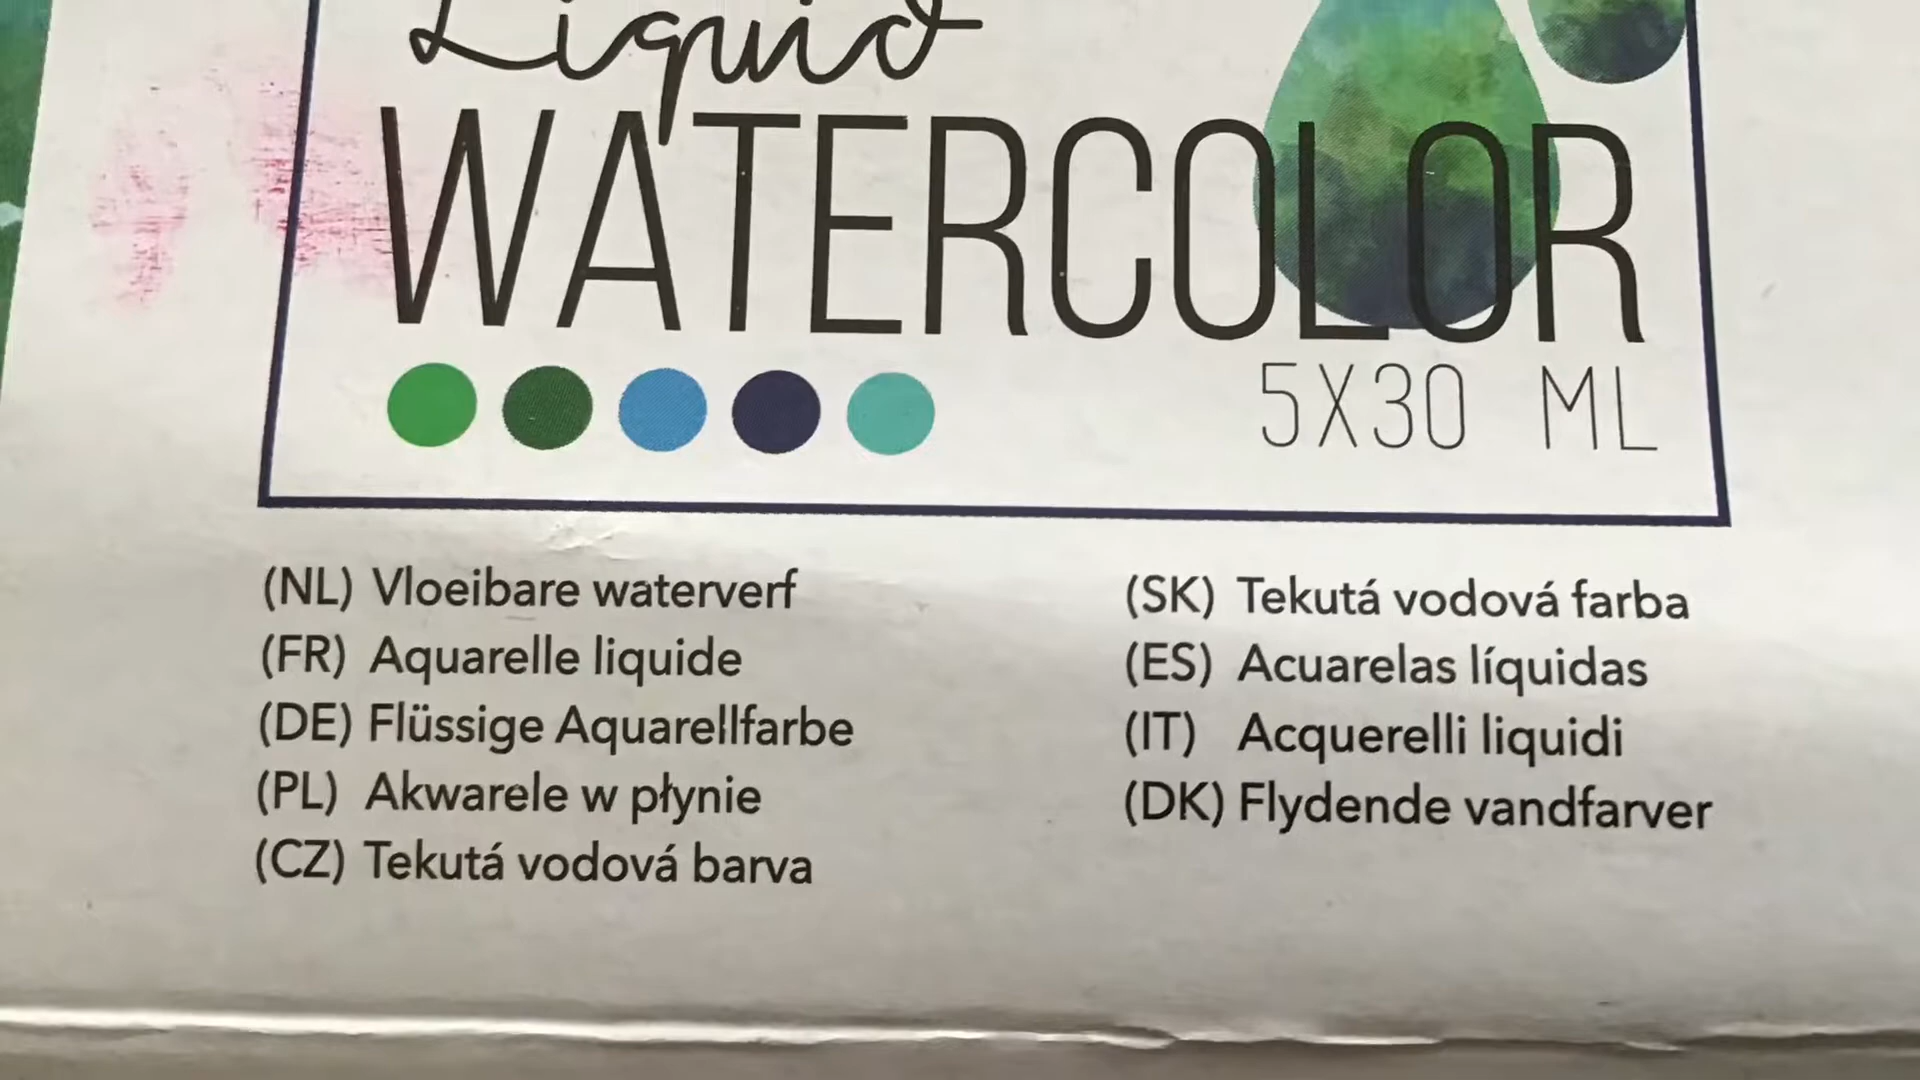 Liquid
WATERCOLOR
5X30 ML
(NL) Vloeibare waterverf
(FR) Aquarelle liquide
(DE) Flüssige Aquarellfarbe
(PL) Akwarele w płynie
(CZ) Tekutá vodová barva
(SK) Tekutá vodová farba
(ES) Acuarelas líquidas
(IT) Acquerelli liquidi
(DK) Flydende vandfarver